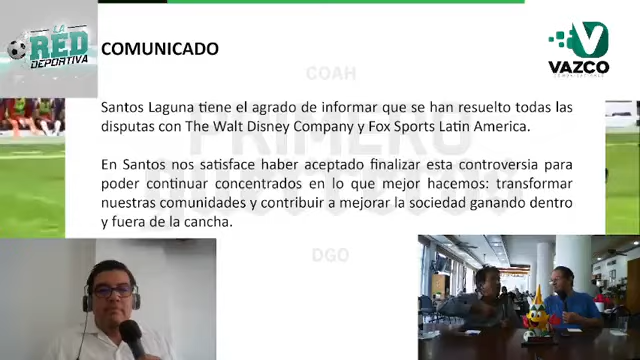 LA
RED
DEPORTIVA
COMUNICADO
VAZCO
COAH
Santos Laguna tiene el agrado de informar que se han resuelto todas las
disputas con The Walt Disney Company y Fox Sports Latin America.
PRIMERO
En Santos nos satisface haber aceptado finalizar esta controversia para
poder continuar concentrados en lo que mejor hacemos: transformar
nuestras comunidades y contribuir a mejorar la sociedad ganando dentro
y fuera de la cancha.
DGO